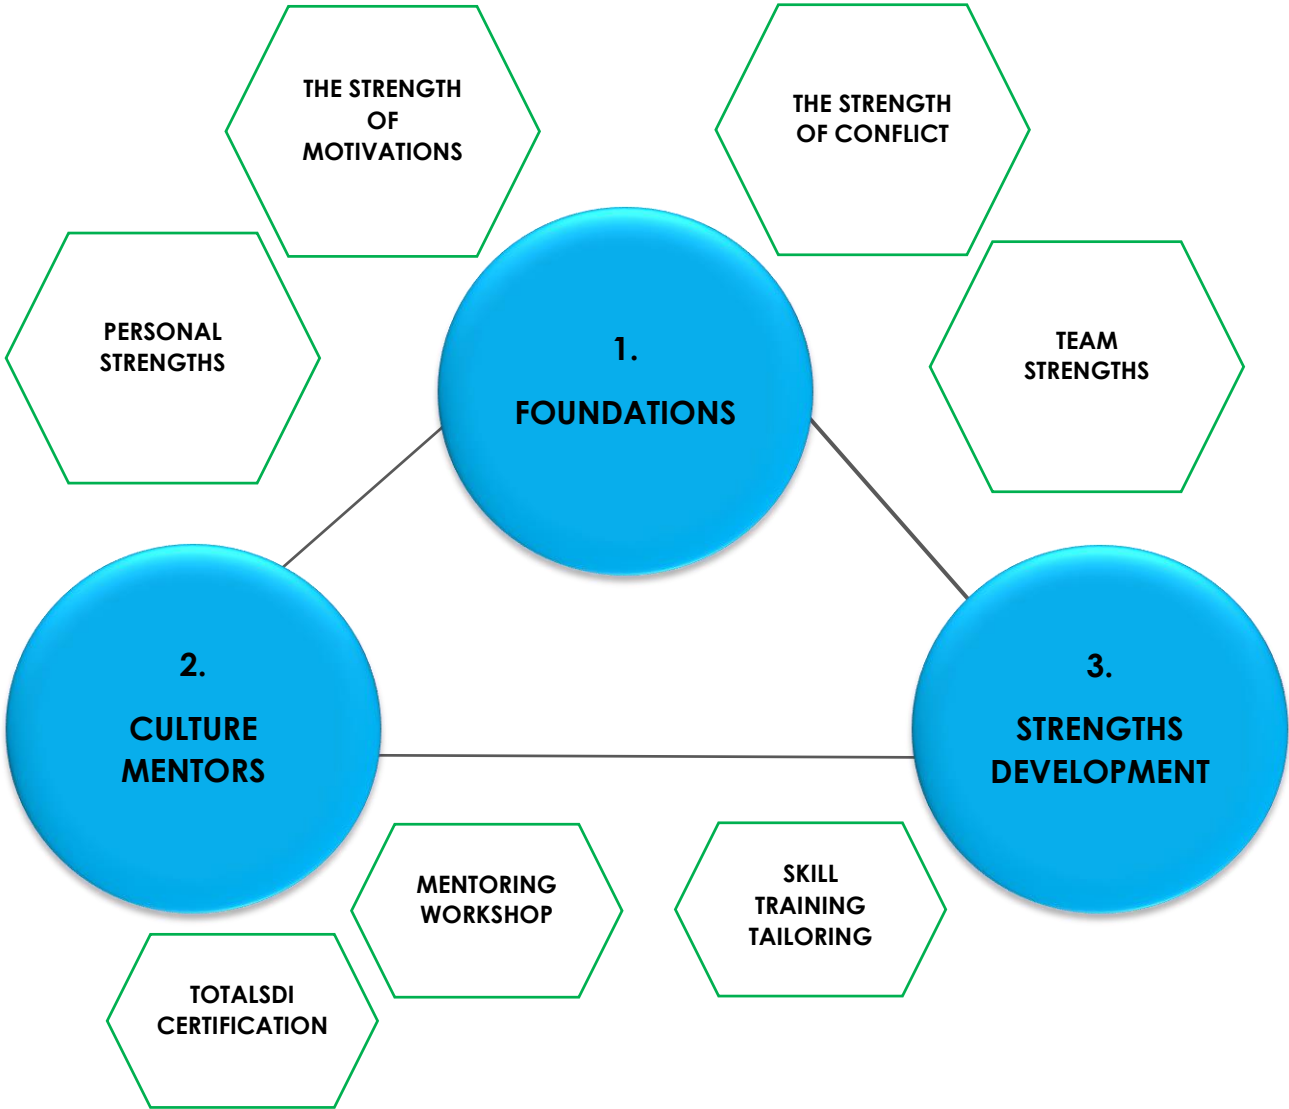 THE STRENGTH
OF
MOTIVATIONS
THE STRENGTH
OF CONFLICT
PERSONAL
STRENGTHS
TEAM
STRENGTHS
1.
FOUNDATIONS
2.
CULTURE
MENTORS
3.
STRENGTHS
DEVELOPMENT
MENTORING
WORKSHOP
SKILL
TRAINING
TAILORING
TOTALSDI
CERTIFICATION